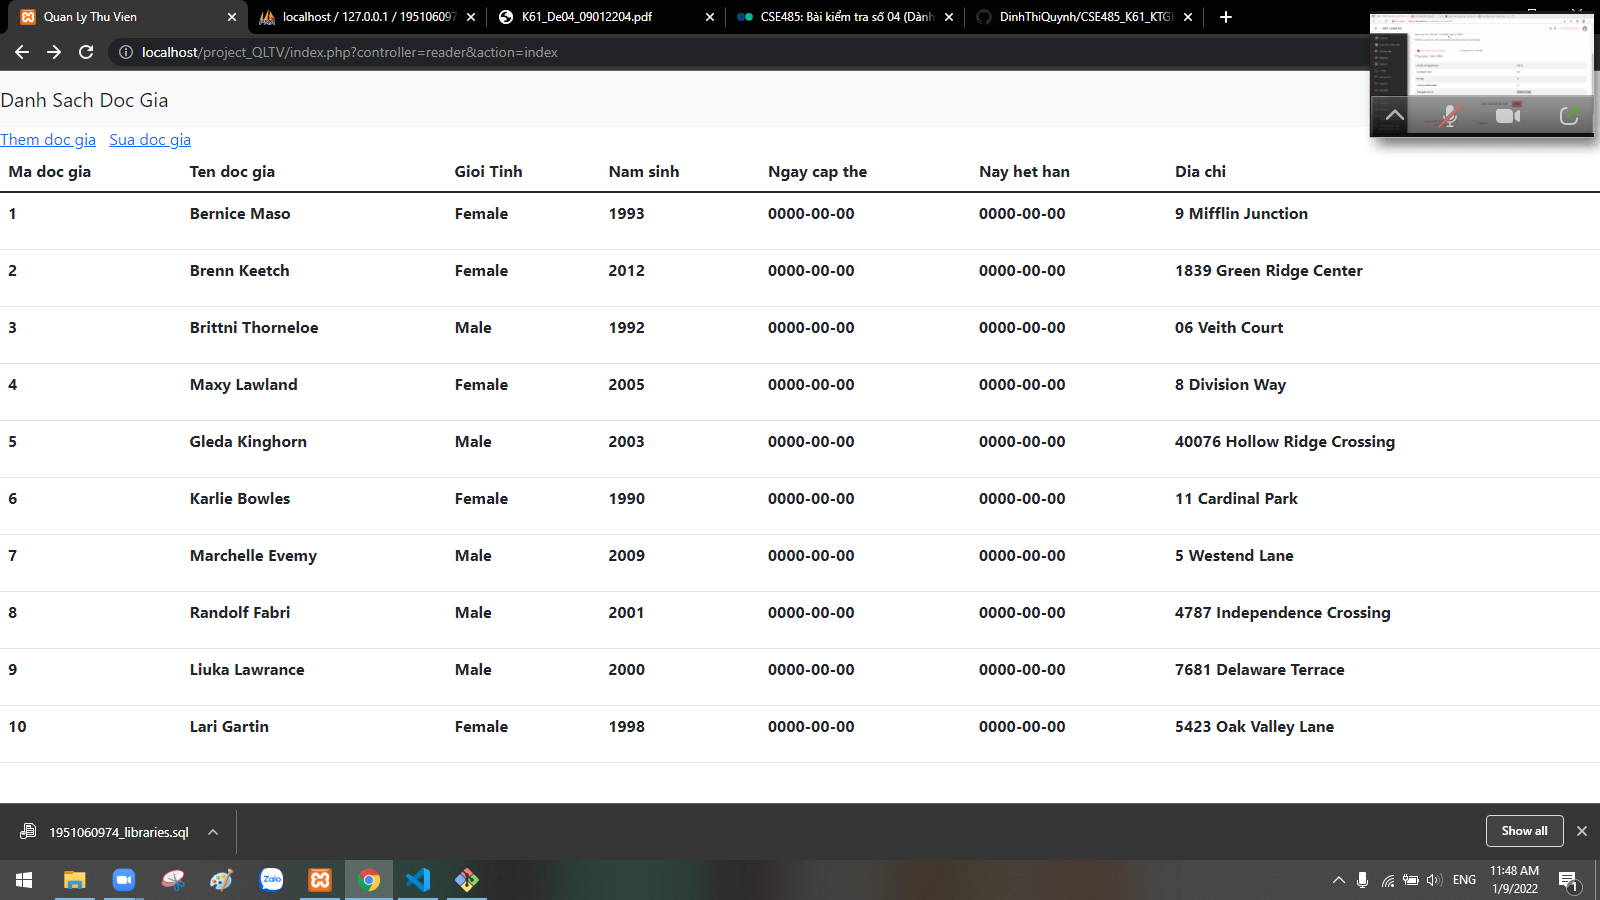 Quan Ly Thu Vien
localhost / 127.0.0.1 / 195106097
K61_De04_09012204.pdf
CSE485: Bài kiểm tra số 04 (Dành
DinhThiQuynh/CSE485_K61_KTGI
localhost/project_QLTV/index.php?controller=reader&action=index
Danh Sach Doc Gia
Them doc gia Sua doc gia
Ma doc gia Ten doc gia Gioi Tinh Nam sinh Ngay cap the Nay het han Dia chi
1 Bernice Maso Female 1993 0000-00-00 0000-00-00 9 Mifflin Junction
2 Brenn Keetch Female 2012 0000-00-00 0000-00-00 1839 Green Ridge Center
3 Brittni Thorneloe Male 1992 0000-00-00 0000-00-00 06 Veith Court
4 Maxy Lawland Female 2005 0000-00-00 0000-00-00 8 Division Way
5 Gleda Kinghorn Male 2003 0000-00-00 0000-00-00 40076 Hollow Ridge Crossing
6 Karlie Bowles Female 1990 0000-00-00 0000-00-00 11 Cardinal Park
7 Marchelle Evemy Male 2009 0000-00-00 0000-00-00 5 Westend Lane
8 Randolf Fabri Male 2001 0000-00-00 0000-00-00 4787 Independence Crossing
9 Liuka Lawrance Male 2000 0000-00-00 0000-00-00 7681 Delaware Terrace
10 Lari Gartin Female 1998 0000-00-00 0000-00-00 5423 Oak Valley Lane
1951060974_libraries.sql
Show all
Zalo
ENG
11:48 AM
1/9/2022
1